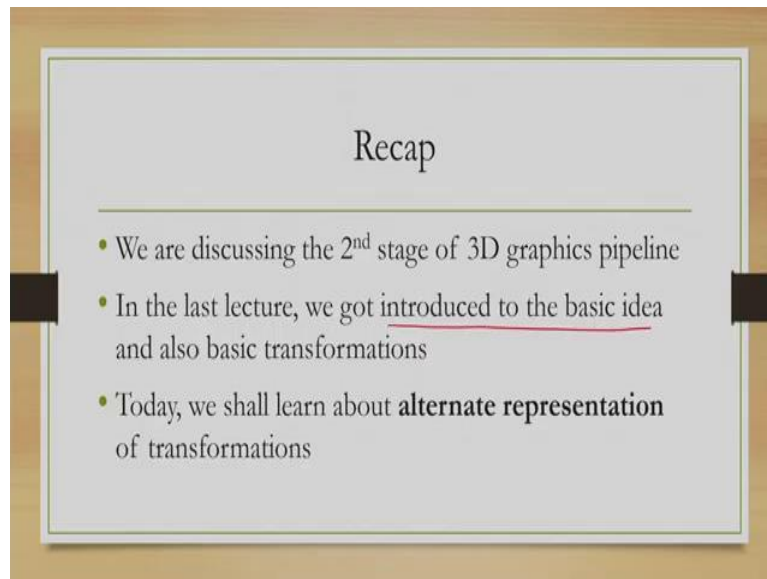 Recap
• We are discussing the 2nd stage of 3D graphics pipeline
• In the last lecture, we got introduced to the basic idea
and also basic transformations
• Today, we shall learn about alternate representation
of transformations